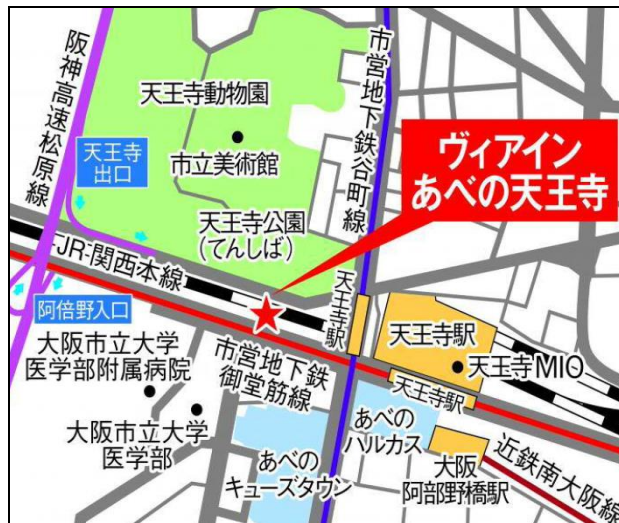 阪神高速松原線
天王寺動物園
市立美術館
天王寺
出口
天王寺公園
(てんしば)
市営地下鉄谷町線
ヴィアイン
あべの天王寺
JR関西本線
阿倍野入口
天王寺駅
天王寺駅
天王寺MIO
天王寺駅
大阪市立大学
医学部附属病院
市営地下鉄
御堂筋線
大阪市立大学
医学部
あべの
キューズタウン
あべの
ハルカス
大阪
阿部野橋駅
近鉄南大阪線